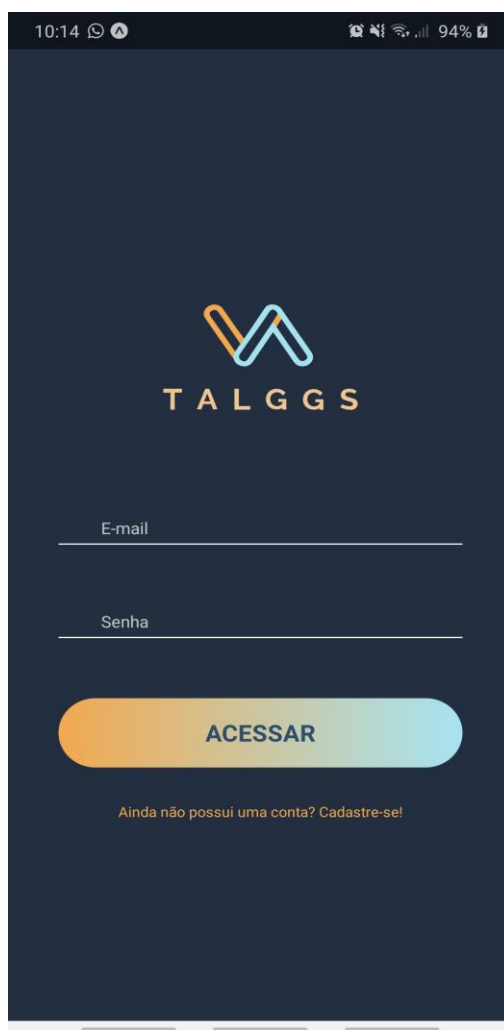 10:14 94%
TALGGS
E-mail
Senha
ACESSAR
Ainda não possui uma conta? Cadastre-se!